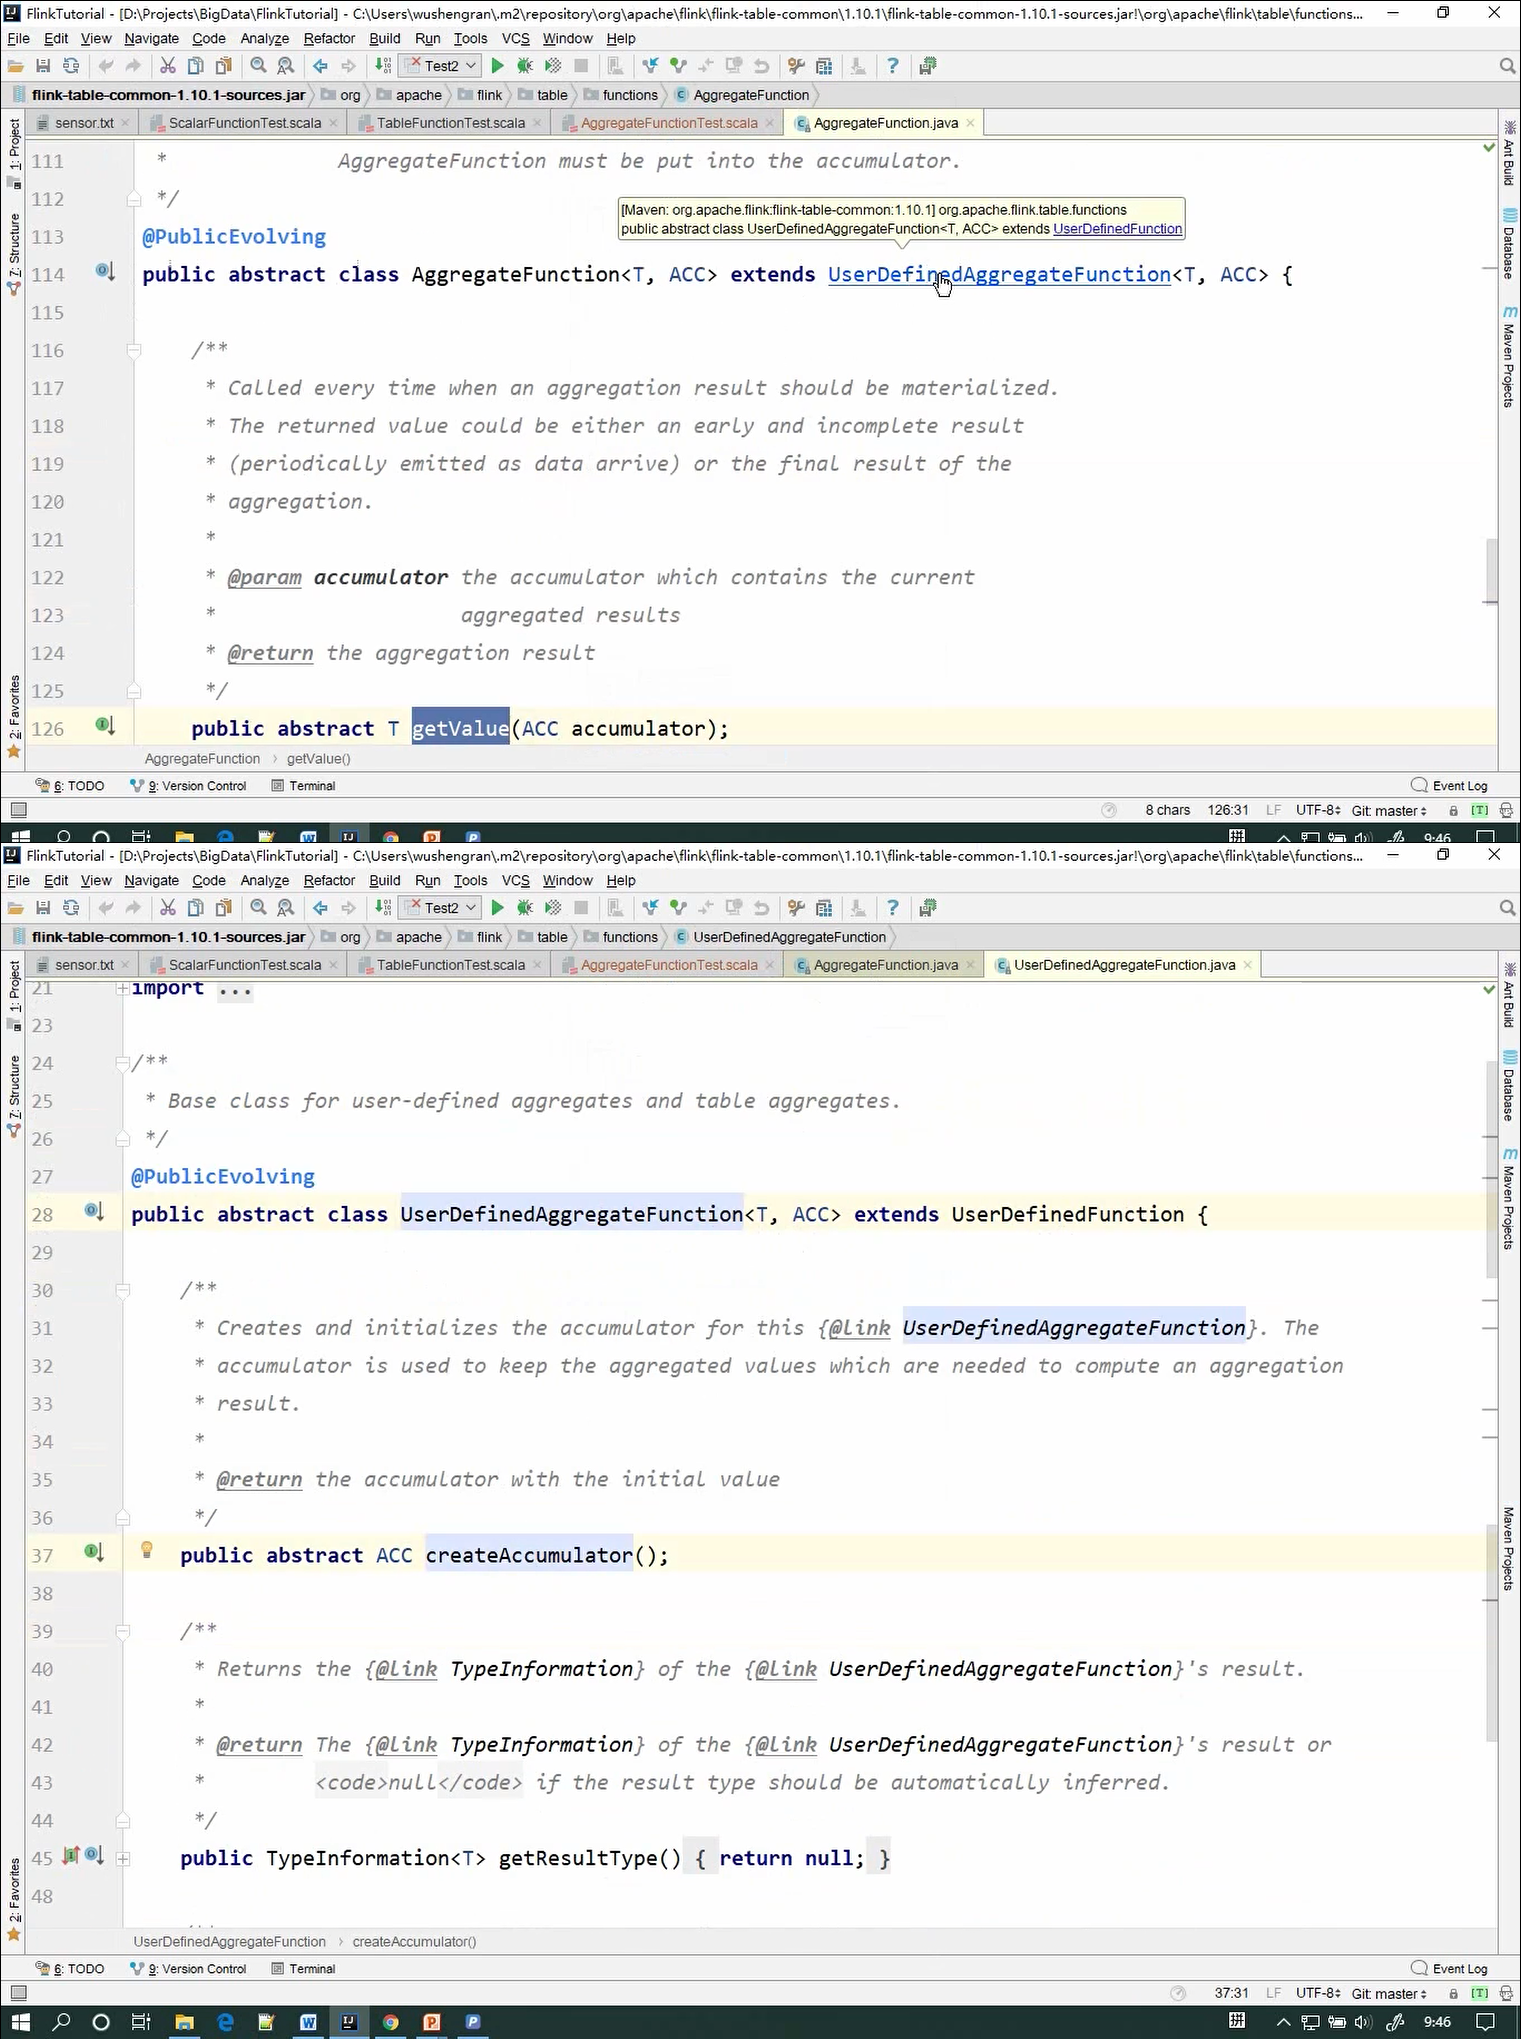 FlinkTutorial - [D:\Projects\BigData\FlinkTutorial] - C:\Users\wushengran\.m2\repository\org\apache\flink\flink-table-common\1.10.1\flink-table-common-1.10.1-sources.jar!\org\apache\flink\table\functions...
File Edit View Navigate Code Analyze Refactor Build Run Tools VCS Window Help
Test2
flink-table-common-1.10.1-sources.jar org apache flink table functions AggregateFunction
sensor.txt ScalarFunctionTest.scala TableFunctionTest.scala AggregateFunctionTest.scala AggregateFunction.java
1: Project
7: Structure
2: Favorites
Ant Build
Database
Maven Projects
111 * AggregateFunction must be put into the accumulator.
112 */
[Maven: org.apache.flink:flink-table-common:1.10.1] org.apache.flink.table.functions
public abstract class UserDefinedAggregateFunction<T, ACC> extends UserDefinedFunction
113 @PublicEvolving
114 public abstract class AggregateFunction<T, ACC> extends UserDefinedAggregateFunction<T, ACC> {
115
116 /**
117 * Called every time when an aggregation result should be materialized.
118 * The returned value could be either an early and incomplete result
119 * (periodically emitted as data arrive) or the final result of the
120 * aggregation.
121 *
122 * @param accumulator the accumulator which contains the current
123 * aggregated results
124 * @return the aggregation result
125 */
126 public abstract T getValue(ACC accumulator);
AggregateFunction › getValue()
6: TODO 9: Version Control Terminal Event Log
8 chars 126:31 LF UTF-8 Git: master
拼 9:46
FlinkTutorial - [D:\Projects\BigData\FlinkTutorial] - C:\Users\wushengran\.m2\repository\org\apache\flink\flink-table-common\1.10.1\flink-table-common-1.10.1-sources.jar!\org\apache\flink\table\functions...
File Edit View Navigate Code Analyze Refactor Build Run Tools VCS Window Help
Test2
flink-table-common-1.10.1-sources.jar org apache flink table functions UserDefinedAggregateFunction
sensor.txt ScalarFunctionTest.scala TableFunctionTest.scala AggregateFunctionTest.scala AggregateFunction.java UserDefinedAggregateFunction.java
1: Project
7: Structure
2: Favorites
Ant Build
Database
Maven Projects
Maven Projects
21 import ...
23
24 /**
25 * Base class for user-defined aggregates and table aggregates.
26 */
27 @PublicEvolving
28 public abstract class UserDefinedAggregateFunction<T, ACC> extends UserDefinedFunction {
29
30 /**
31 * Creates and initializes the accumulator for this {@link UserDefinedAggregateFunction}. The
32 * accumulator is used to keep the aggregated values which are needed to compute an aggregation
33 * result.
34 *
35 * @return the accumulator with the initial value
36 */
37 public abstract ACC createAccumulator();
38
39 /**
40 * Returns the {@link TypeInformation} of the {@link UserDefinedAggregateFunction}'s result.
41 *
42 * @return The {@link TypeInformation} of the {@link UserDefinedAggregateFunction}'s result or
43 * <code>null</code> if the result type should be automatically inferred.
44 */
45 public TypeInformation<T> getResultType() { return null; }
48
UserDefinedAggregateFunction › createAccumulator()
6: TODO 9: Version Control Terminal Event Log
37:31 LF UTF-8 Git: master
拼 9:46